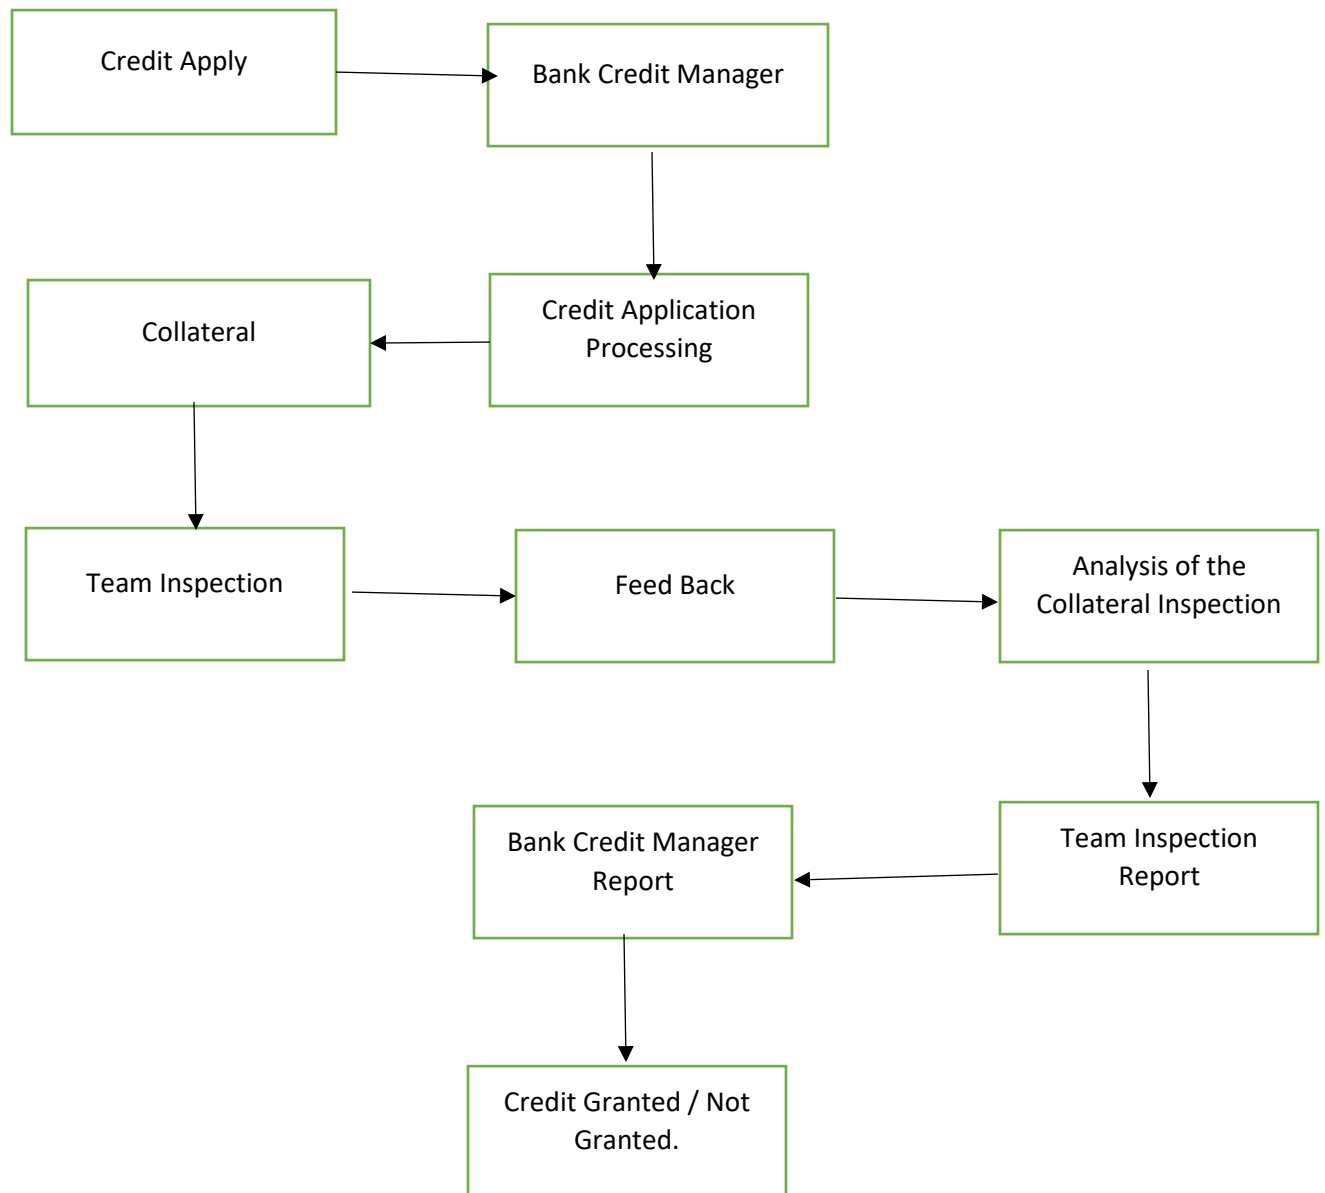 Credit Apply
Bank Credit Manager
Credit Application
Processing
Collateral
Team Inspection
Feed Back
Analysis of the
Collateral Inspection
Team Inspection
Report
Bank Credit Manager
Report
Credit Granted / Not
Granted.